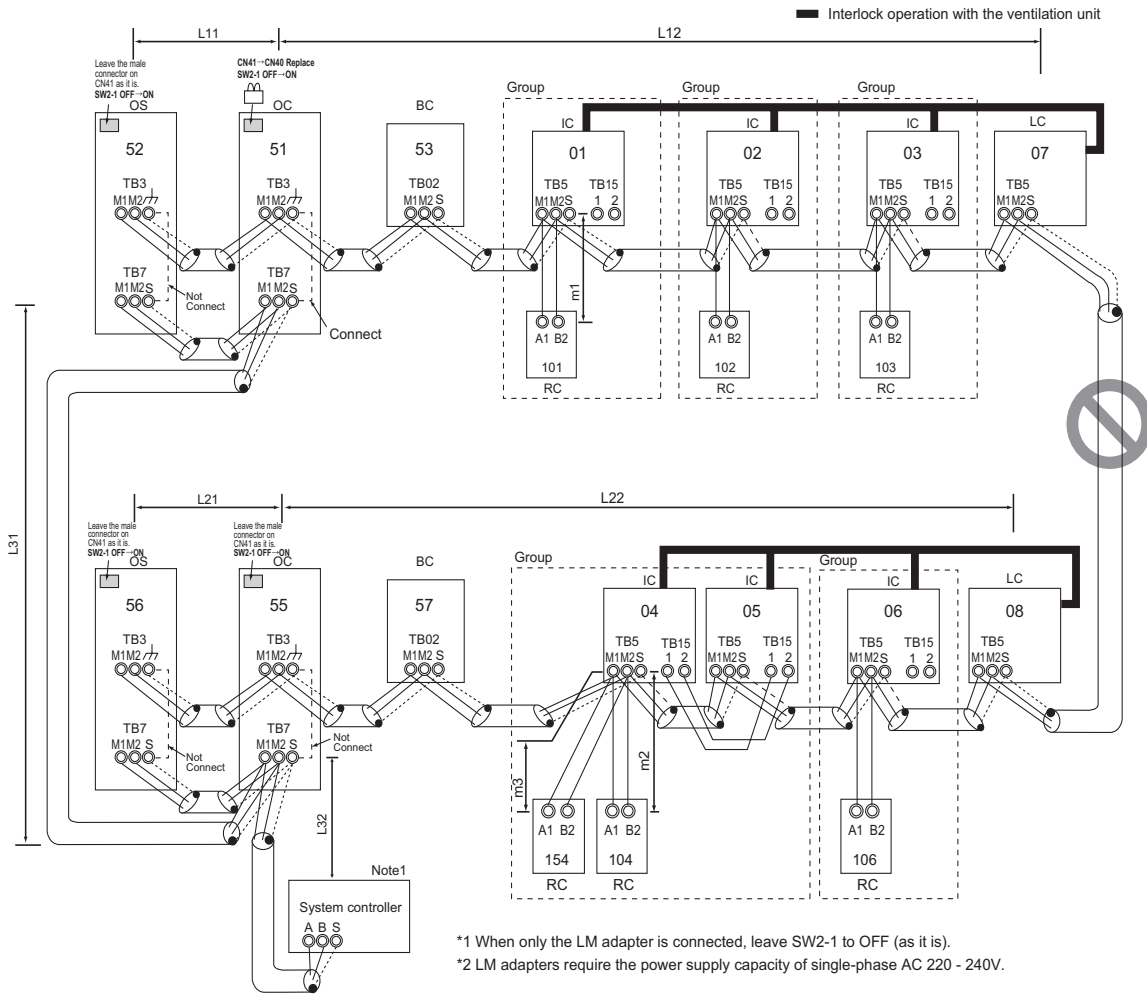 Interlock operation with the ventilation unit
L11
L12
Leave the male
connector on
CN41 as it is.
SW2-1 OFF→ON
CN41→CN40 Replace
SW2-1 OFF→ON
OS
OC
BC
Group
Group
Group
IC
IC
IC
LC
52
51
53
01
02
03
07
TB3
TB3
TB02
TB5
TB15
TB5
TB15
TB5
TB15
TB5
M1M2
M1M2
M1M2 S
M1M2S
1 2
M1M2S
1 2
M1M2S
1 2
M1M2S
TB7
TB7
M1M2S
M1M2 S
Not
Connect
Connect
m1
A1 B2
A1 B2
A1 B2
101
102
103
RC
RC
RC
L31
L21
L22
Leave the male
connector on
CN41 as it is.
SW2-1 OFF→ON
Leave the male
connector on
CN41 as it is.
SW2-1 OFF→ON
OS
OC
BC
Group
Group
IC
IC
IC
LC
56
55
57
04
05
06
08
TB3
TB3
TB02
TB5
TB15
TB5
TB15
TB5
TB15
TB5
M1M2
M1M2
M1M2 S
M1M2S
1 2
M1M2S
1 2
M1M2S
1 2
M1M2S
TB7
TB7
M1M2 S
M1M2 S
Not
Connect
Not
Connect
m3
m2
L32
A1 B2
A1 B2
A1 B2
154
104
106
RC
RC
RC
Note1
System controller
A B S
*1 When only the LM adapter is connected, leave SW2-1 to OFF (as it is).
*2 LM adapters require the power supply capacity of single-phase AC 220 - 240V.